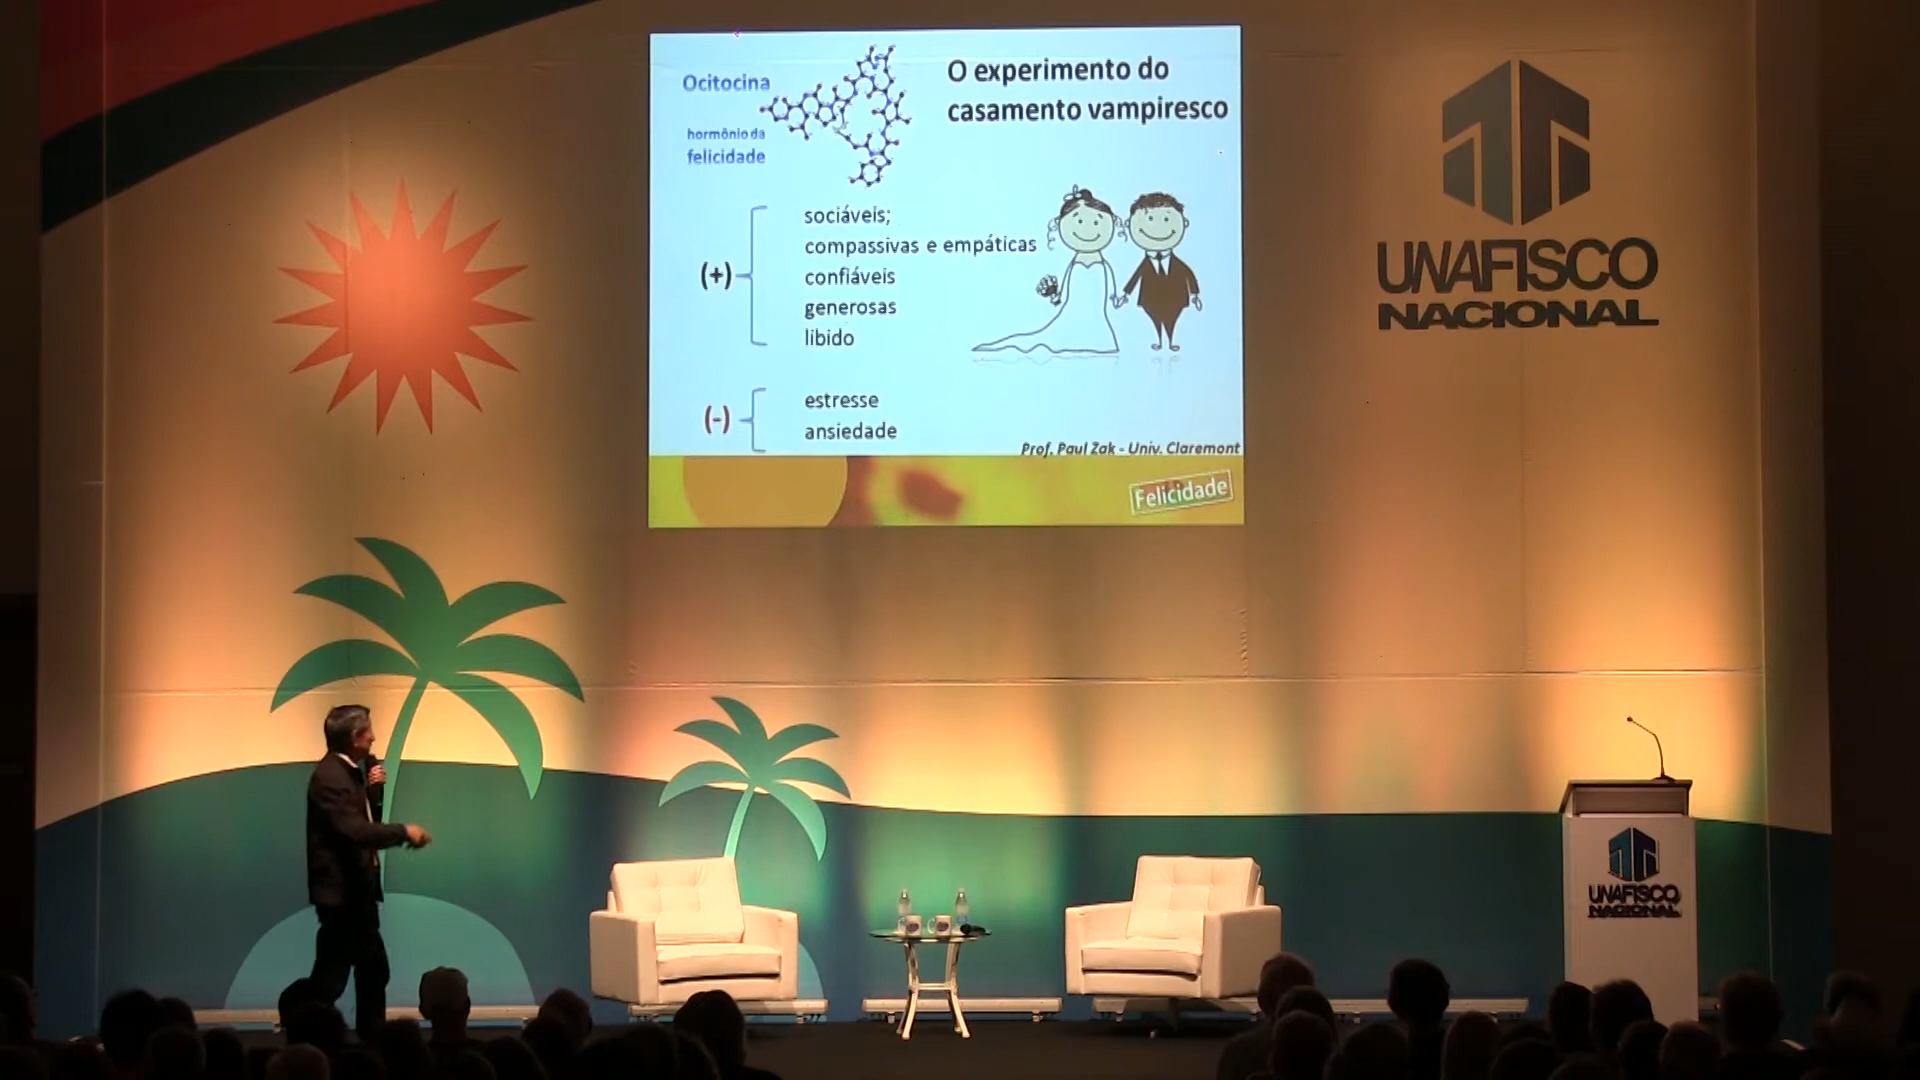 Ocitocina
hormônio da
felicidade
O experimento do
casamento vampiresco
(+)
sociáveis;
compassivas e empáticas
confiáveis
generosas
libido
(-)
estresse
ansiedade
Prof. Paul Zak - Univ. Claremont
Felicidade
UNAFISCO
NACIONAL
UNAFISCO
NACIONAL